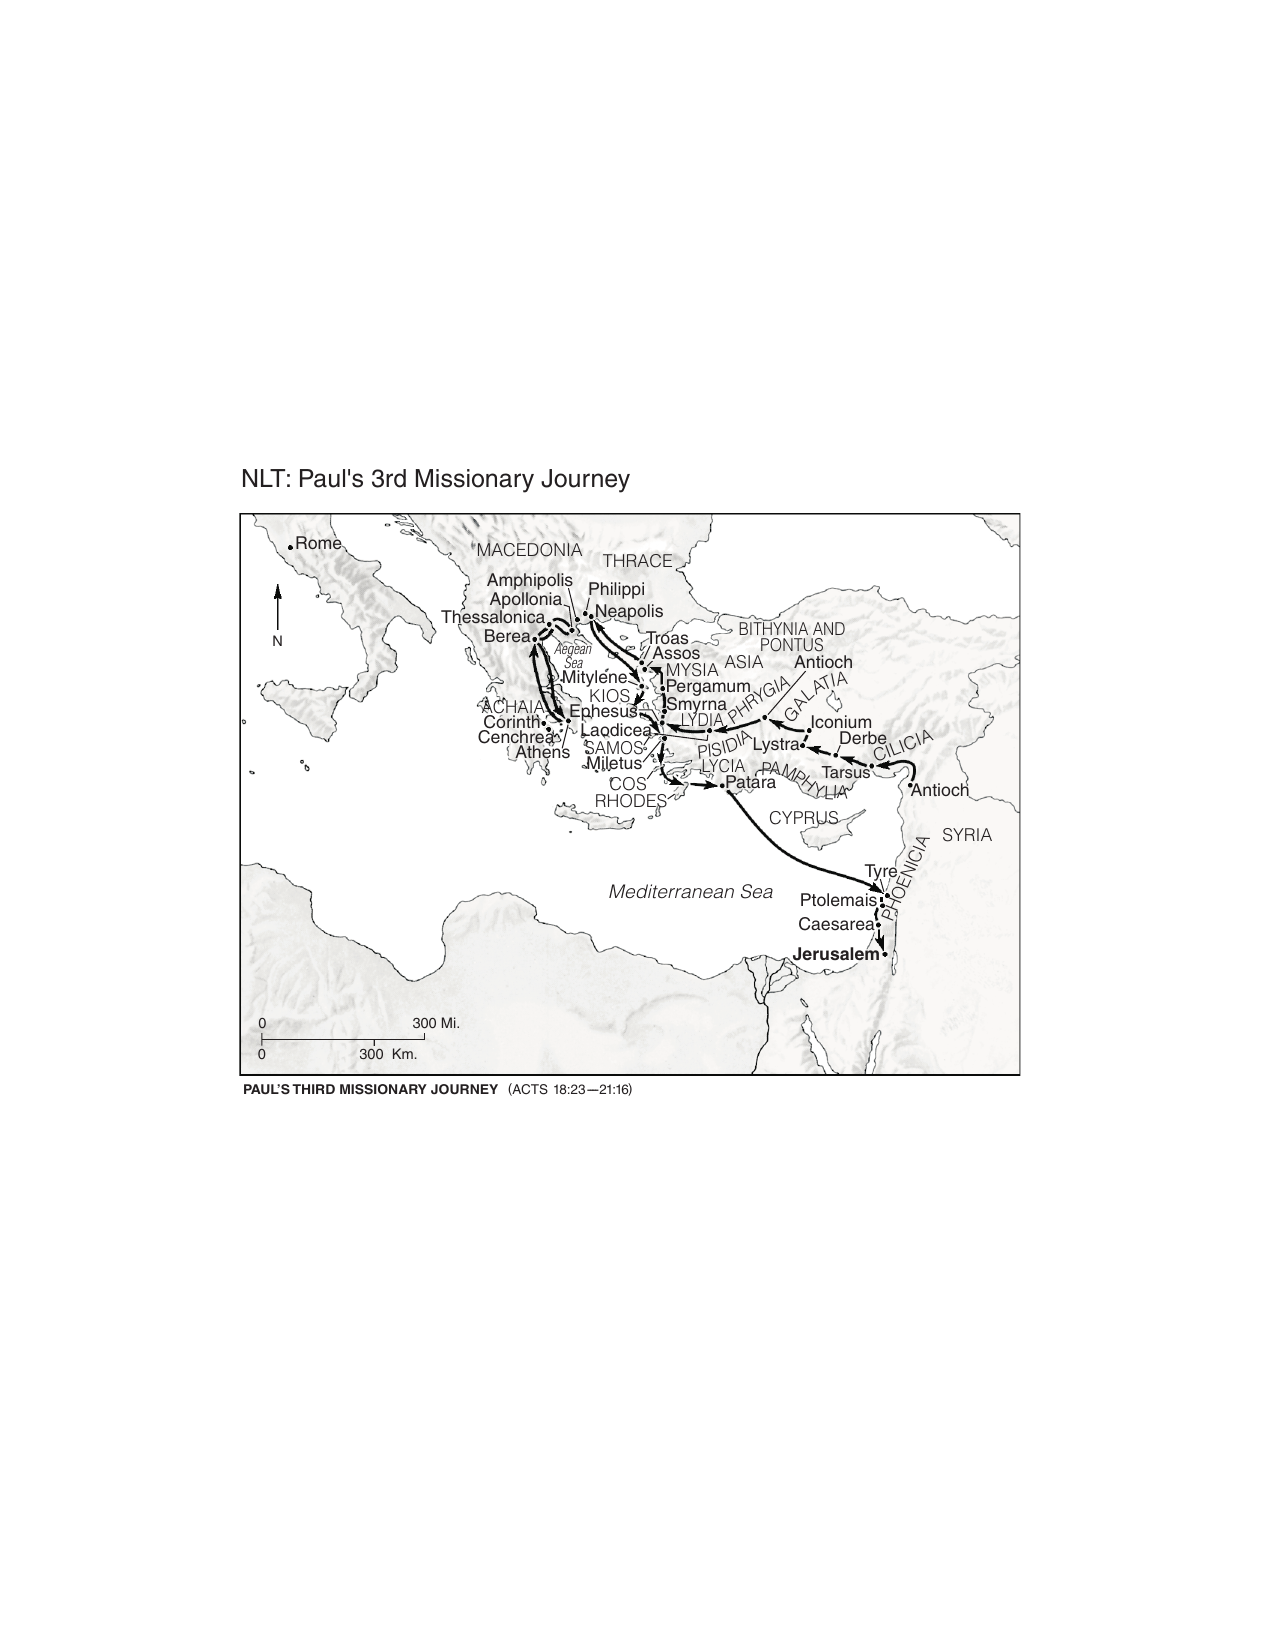 NLT: Paul's 3rd Missionary Journey
Rome
MACEDONIA
THRACE
Amphipolis
Philippi
Apollonia
Neapolis
Thessalonica
Berea
N
BITHYNIA AND
PONTUS
Troas
Aegean
Sea
Assos
ASIA
Antioch
MYSIA
Mitylene
Pergamum
GALATIA
PHRYGIA
KIOS
Smyrna
ACHAIA
Ephesus
LYDIA
Corinth
Iconium
Laodicea
Cenchrea
Derbe
CILICIA
SAMOS
PISIDIA
Lystra
Athens
Miletus
LYCIA
PAMPHYLIA
Tarsus
COS
Patara
Antioch
RHODES
CYPRUS
SYRIA
PHOENICIA
Tyre
Mediterranean Sea
Ptolemais
Caesarea
Jerusalem
0 300 Mi.
0 300 Km.
PAUL'S THIRD MISSIONARY JOURNEY (ACTS 18:23—21:16)